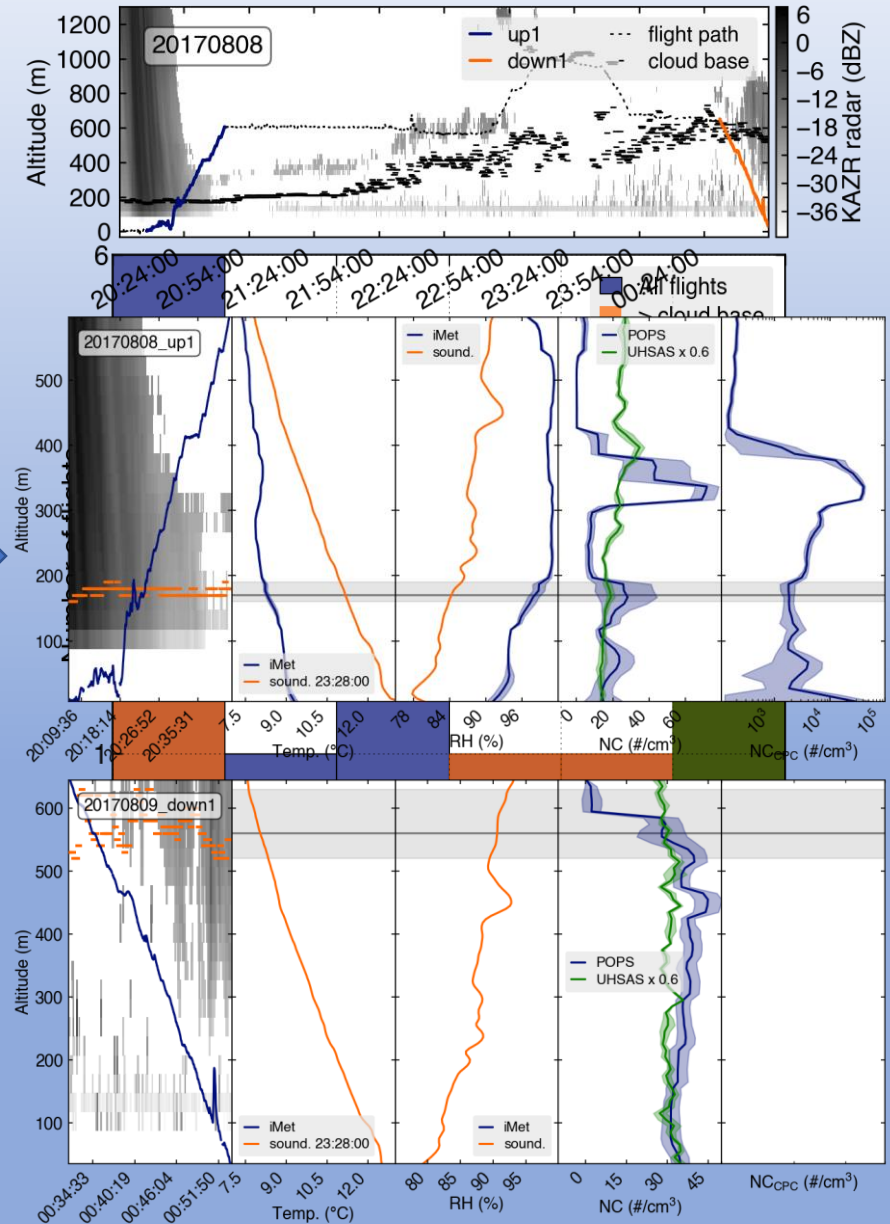 20170808
up1
down1
flight path
cloud base
1200
1000
800
600
400
200
0
Altitude (m)
6
0
−6
−12
−18
−24
−30
−36
KAZR radar (dBZ)
6
20:24:00
20:54:00
21:24:00
21:54:00
22:24:00
22:54:00
23:24:00
23:54:00
00:24:00
All flights
> cloud base
20170808_up1
iMet
sound.
POPS
UHSAS x 0.6
500
400
300
200
100
Altitude (m)
iMet
sound. 23:28:00
20:09:36
20:18:14
20:26:52
20:35:31
7.5
9.0
10.5
12.0
Temp. (°C)
78
84
90
96
RH (%)
0
20
40
60
NC (#/cm³)
10³
10⁴
10⁵
NC_CPC (#/cm³)
1
20170809_down1
600
500
400
300
200
100
Altitude (m)
POPS
UHSAS x 0.6
iMet
sound. 23:28:00
iMet
sound.
00:34:33
00:40:19
00:46:04
00:51:50
7.5
9.0
10.5
12.0
Temp. (°C)
80
85
90
95
RH (%)
0
15
30
45
NC (#/cm³)
NC_CPC (#/cm³)